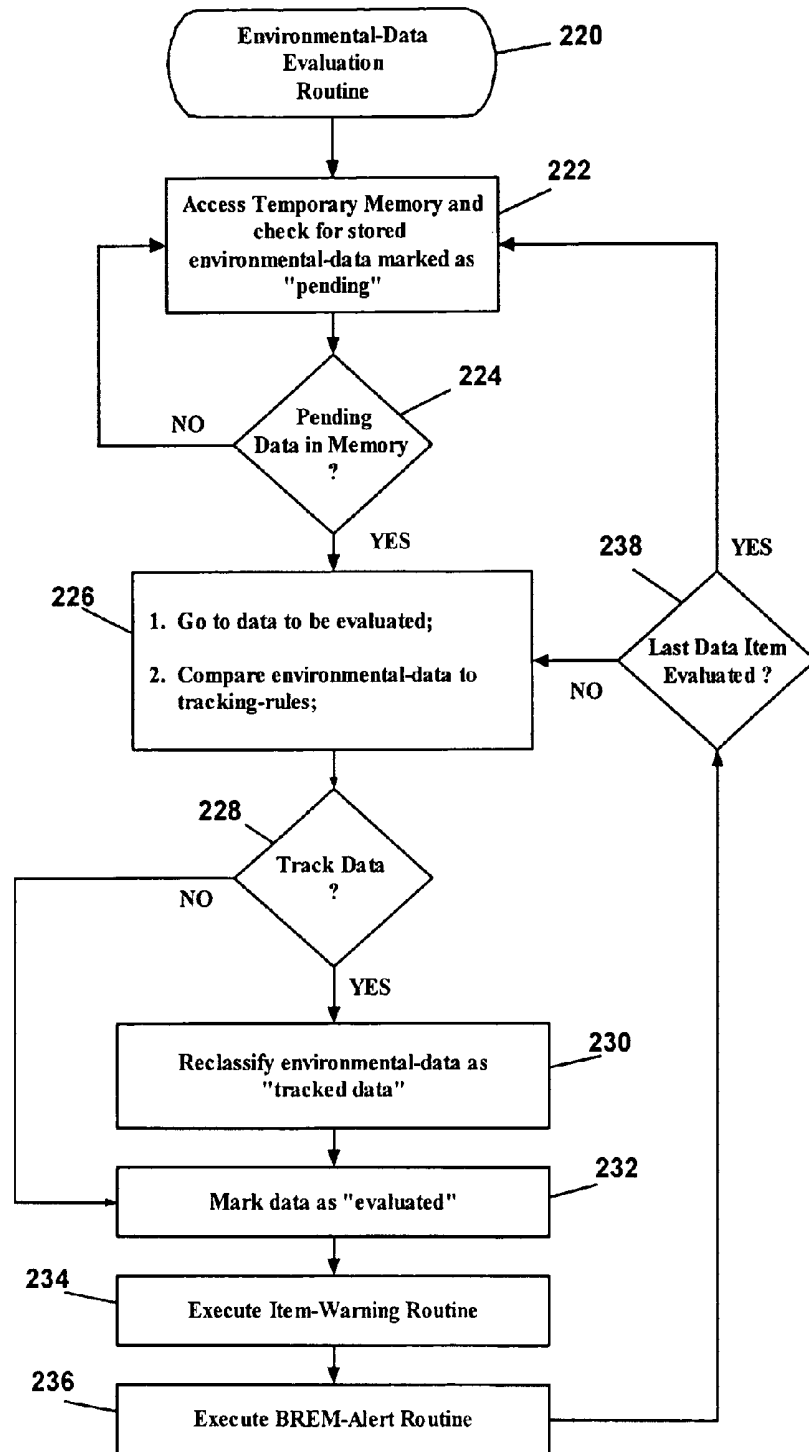 Environmental-Data
Evaluation
Routine
220
222
Access Temporary Memory and
check for stored
environmental-data marked as
"pending"
224
Pending
Data in Memory
?
NO
YES
238
YES
226
1. Go to data to be evaluated;
2. Compare environmental-data to
tracking-rules;
Last Data Item
Evaluated ?
NO
228
Track Data
?
NO
YES
230
Reclassify environmental-data as
"tracked data"
232
Mark data as "evaluated"
234
Execute Item-Warning Routine
236
Execute BREM-Alert Routine